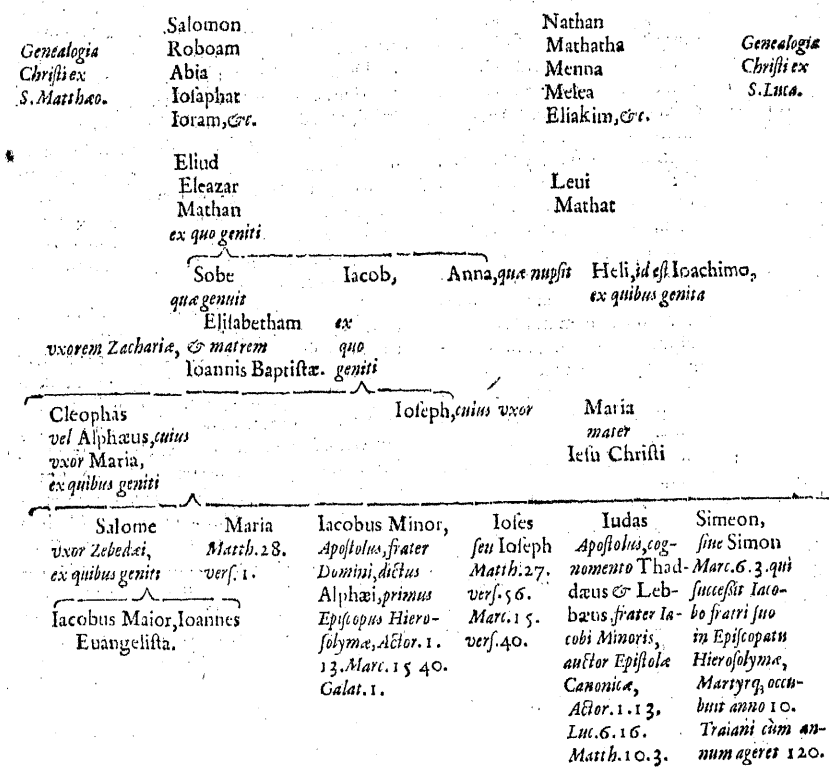 Salomon
Roboam
Abia
Iosaphat
Ioram, &c.
Genealogia
Christi ex
S. Matthæo.
Nathan
Mathatha
Menna
Melea
Eliakim, &c.
Genealogia
Christi ex
S. Luca.
Eliud
Eleazar
Mathan
ex quo geniti
Leui
Mathat
Sobe
quæ genuit
Elisabetham
vxorem Zachariæ, & matrem
Ioannis Baptistæ.
Iacob,
ex
quo
geniti
Anna, quæ nupsit
Heli, id est Ioachimo,
ex quibus genita
Cleophas
vel Alphæus, cuius
vxor Maria,
ex quibus geniti
Ioseph, cuius vxor
Maria
mater
Iesu Christi
Salome
vxor Zebedæi,
ex quibus geniti
Iacobus Maior, Ioannes
Euangelista.
Maria
Matth. 28.
vers. 1.
Iacobus Minor,
Apostolus, frater
Domini, dictus
Alphæi, primus
Episcopus Hiero-
solymæ, Actor. 1.
13. Marc. 15 40.
Galat. 1.
Ioses
seu Ioseph
Matth. 27.
vers. 56.
Marc. 15.
vers. 40.
Iudas
Apostolus, cog-
nomento Thad-
dæus & Leb-
bæus, frater Ia-
cobi Minoris,
auctor Epistolæ
Canonicæ,
Actor. 1. 13.
Luc. 6. 16.
Matth. 10. 3.
Simeon,
siue Simon
Marc. 6. 3. qui
successit Iaco-
bo fratri suo
in Episcopatu
Hierosolymæ,
Martyrq; occu-
buit anno 10.
Traiani cùm an-
num ageret 120.